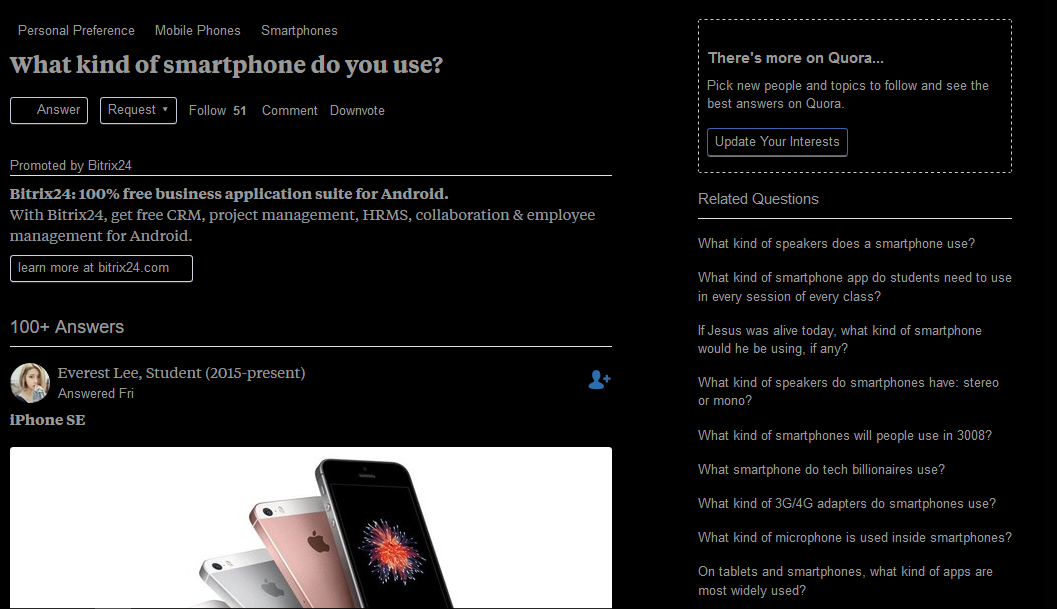 Personal Preference Mobile Phones Smartphones
What kind of smartphone do you use?
Answer Request ▾ Follow 51 Comment Downvote
Promoted by Bitrix24
Bitrix24: 100% free business application suite for Android.
With Bitrix24, get free CRM, project management, HRMS, collaboration & employee
management for Android.
learn more at bitrix24.com
100+ Answers
Everest Lee, Student (2015-present)
Answered Fri
iPhone SE
There's more on Quora...
Pick new people and topics to follow and see the
best answers on Quora.
Update Your Interests
Related Questions
What kind of speakers does a smartphone use?
What kind of smartphone app do students need to use
in every session of every class?
If Jesus was alive today, what kind of smartphone
would he be using, if any?
What kind of speakers do smartphones have: stereo
or mono?
What kind of smartphones will people use in 3008?
What smartphone do tech billionaires use?
What kind of 3G/4G adapters do smartphones use?
What kind of microphone is used inside smartphones?
On tablets and smartphones, what kind of apps are
most widely used?